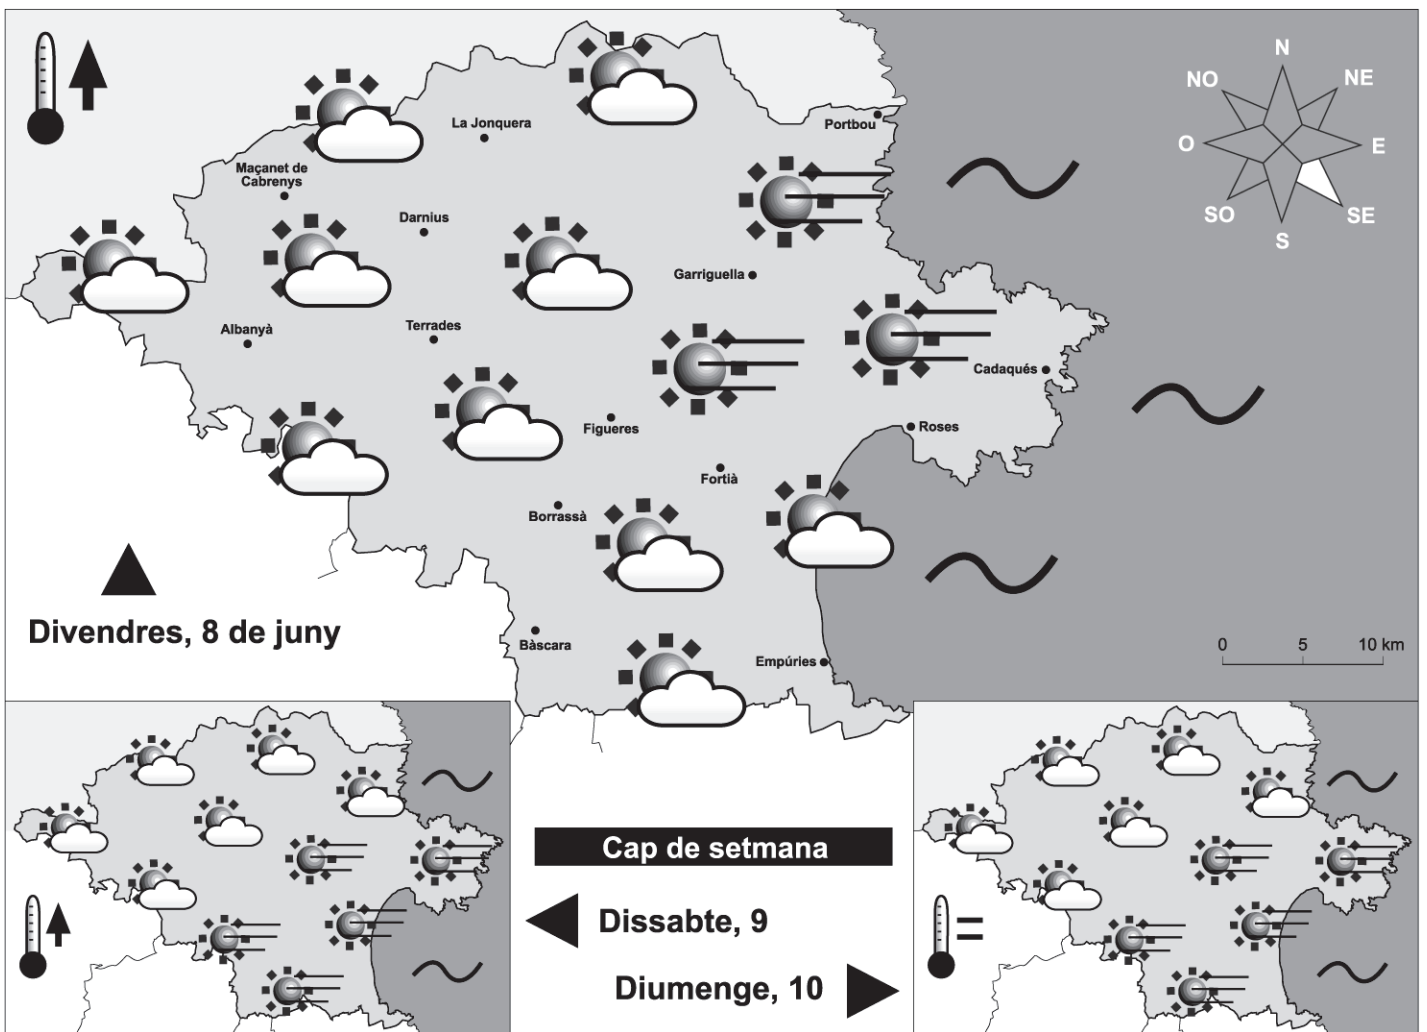 N
NO
NE
O
E
SO
SE
S
La Jonquera
Portbou
Maçanet de
Cabrenys
Darnius
Garriguella
Albanyà
Terrades
Cadaqués
Figueres
Roses
Fortià
Borrassà
Divendres, 8 de juny
Bàscara
Empúries
0 5 10 km
Cap de setmana
Dissabte, 9
Diumenge, 10